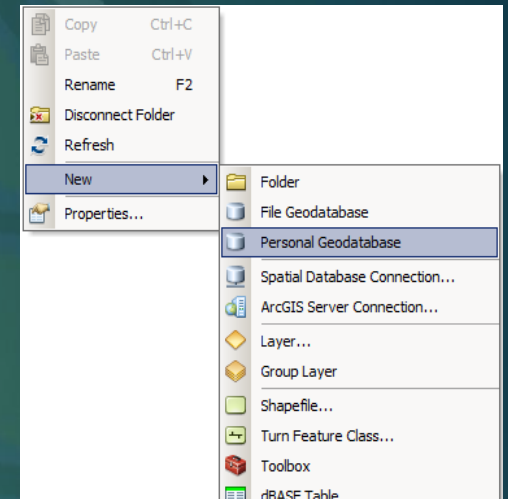 Copy Ctrl+C
Paste Ctrl+V
Rename F2
Disconnect Folder
Refresh
New
Properties...
Folder
File Geodatabase
Personal Geodatabase
Spatial Database Connection...
ArcGIS Server Connection...
Layer...
Group Layer
Shapefile...
Turn Feature Class...
Toolbox
dBASE Table